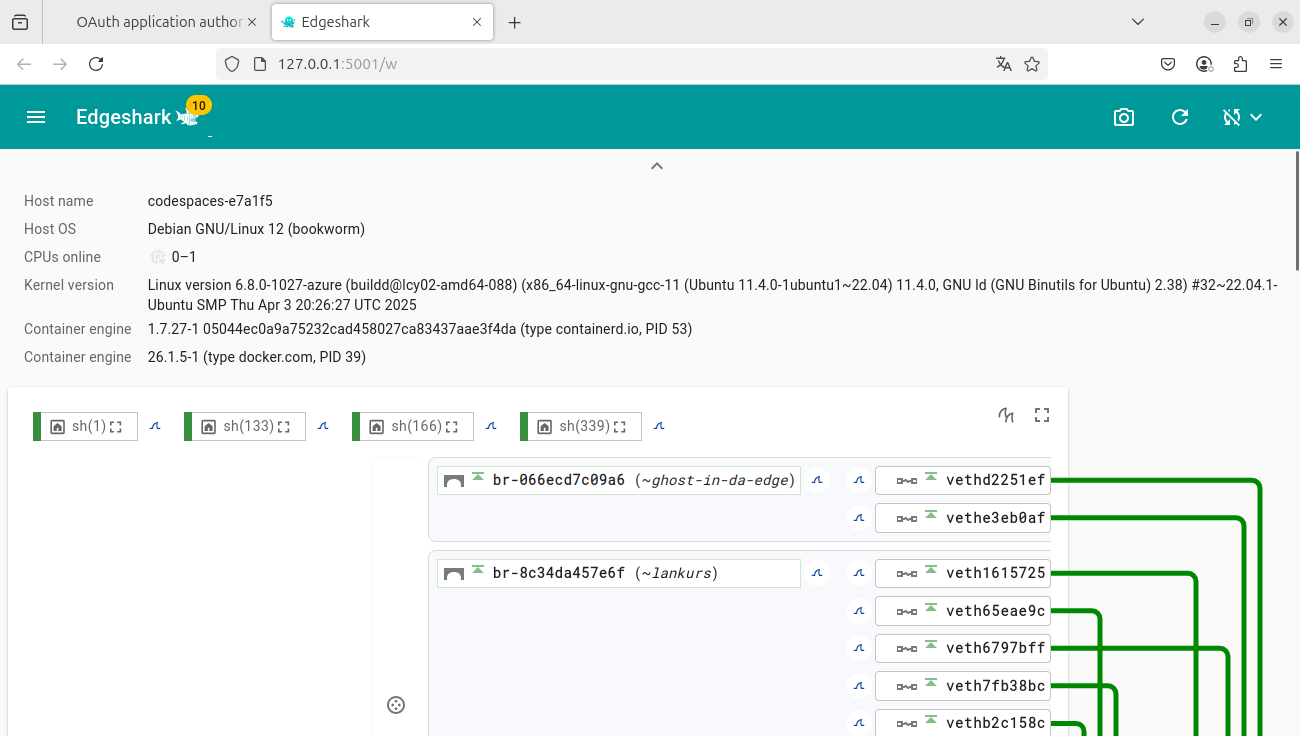 OAuth application author
Edgeshark
127.0.0.1:5001/w
Edgeshark
10
Host name codespaces-e7a1f5
Host OS Debian GNU/Linux 12 (bookworm)
CPUs online 0–1
Kernel version Linux version 6.8.0-1027-azure (buildd@lcy02-amd64-088) (x86_64-linux-gnu-gcc-11 (Ubuntu 11.4.0-1ubuntu1~22.04) 11.4.0, GNU ld (GNU Binutils for Ubuntu) 2.38) #32~22.04.1-
Ubuntu SMP Thu Apr 3 20:26:27 UTC 2025
Container engine 1.7.27-1 05044ec0a9a75232cad458027ca83437aae3f4da (type containerd.io, PID 53)
Container engine 26.1.5-1 (type docker.com, PID 39)
sh(1) sh(133) sh(166) sh(339)
br-066ecd7c09a6 (~ghost-in-da-edge) vethd2251ef
vethe3eb0af
br-8c34da457e6f (~lankurs) veth1615725
veth65eae9c
veth6797bff
veth7fb38bc
vethb2c158c